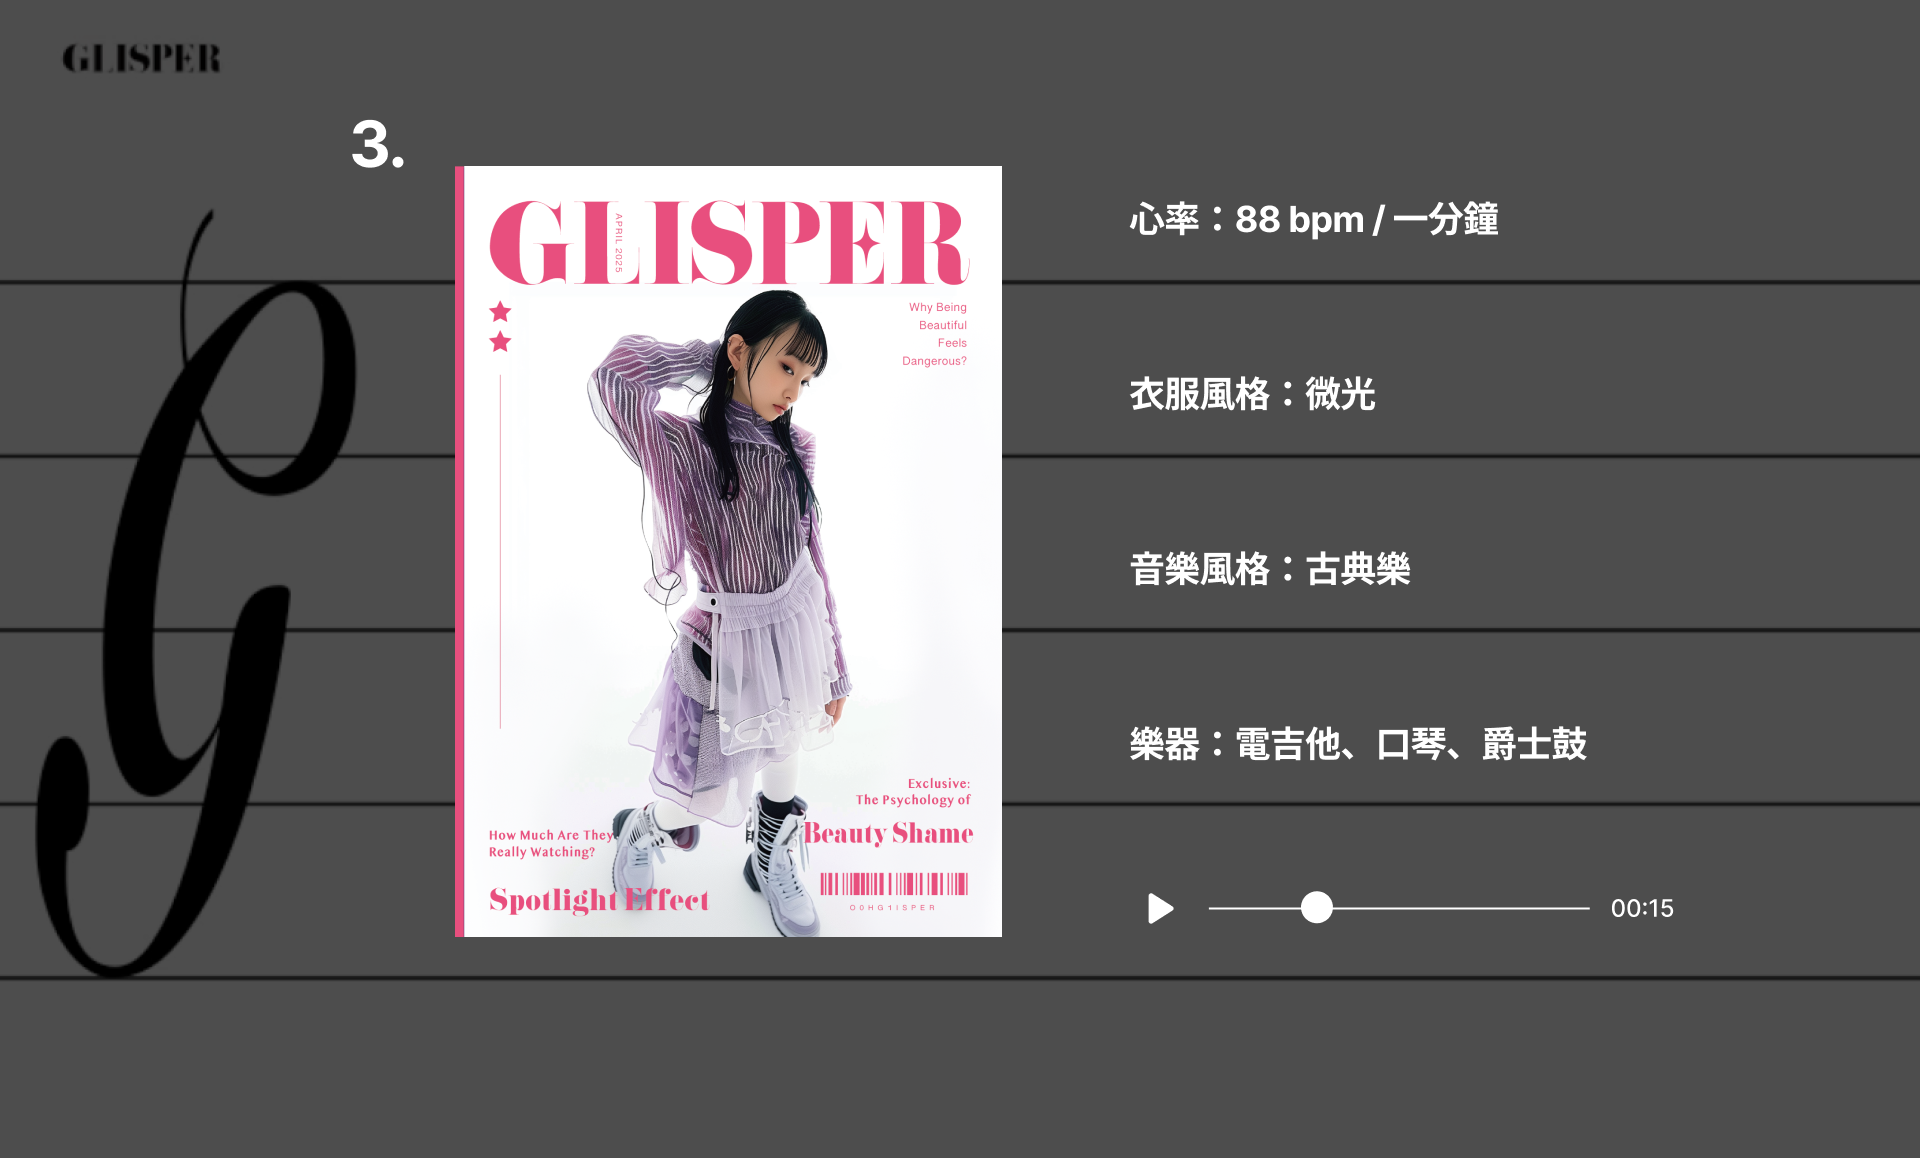 GLISPER
3.
GLISPER
APRIL 2025
Why Being
Beautiful
Feels
Dangerous?
Exclusive:
The Psychology of
Beauty Shame
How Much Are They
Really Watching?
Spotlight Effect
OOHG1ISPER
心率：88 bpm / 一分鐘
衣服風格：微光
音樂風格：古典樂
樂器：電吉他、口琴、爵士鼓
00:15